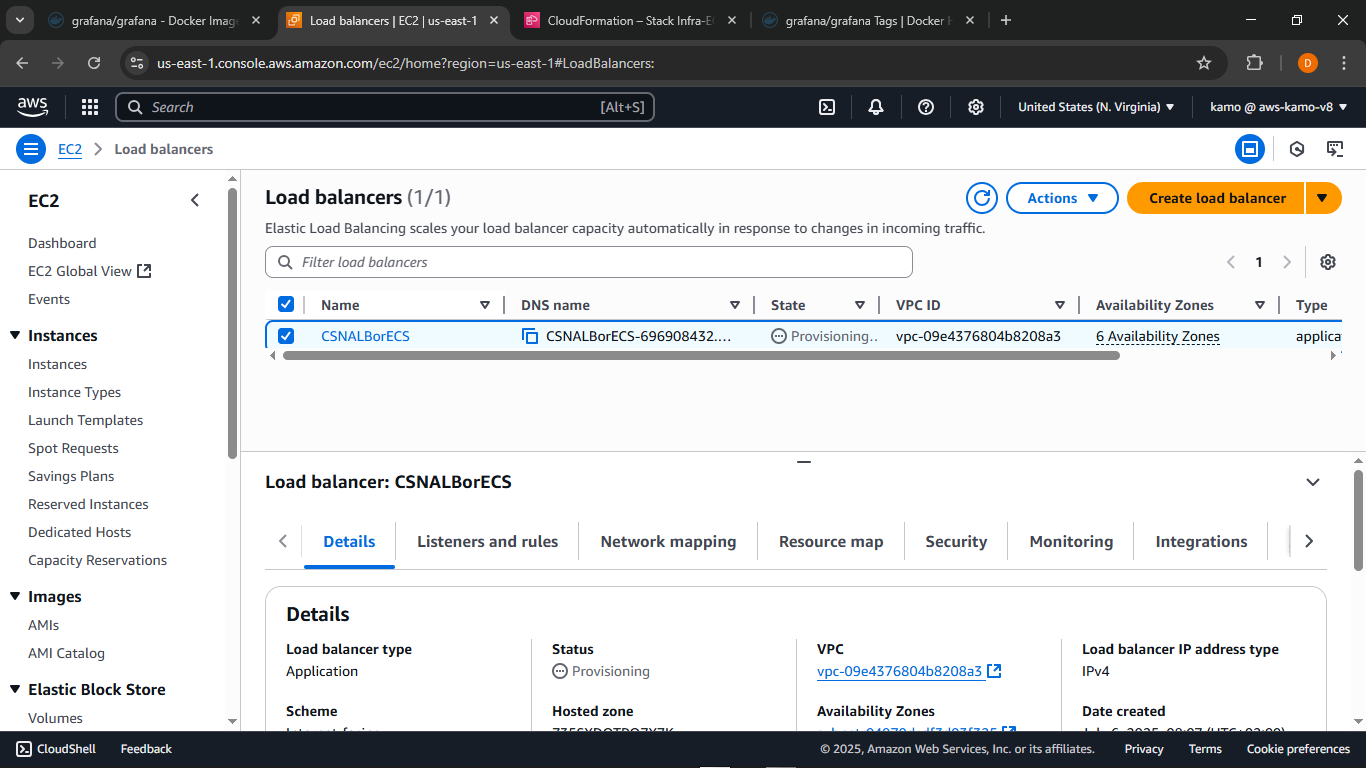 grafana/grafana - Docker Imag
Load balancers | EC2 | us-east-1
CloudFormation – Stack Infra-E
grafana/grafana Tags | Docker H
us-east-1.console.aws.amazon.com/ec2/home?region=us-east-1#LoadBalancers:
D
aws
Search
[Alt+S]
United States (N. Virginia)
kamo @ aws-kamo-v8
EC2
Load balancers
EC2
Dashboard
EC2 Global View
Events
Instances
Instances
Instance Types
Launch Templates
Spot Requests
Savings Plans
Reserved Instances
Dedicated Hosts
Capacity Reservations
Images
AMIs
AMI Catalog
Elastic Block Store
Volumes
Load balancers (1/1)
Actions
Create load balancer
Elastic Load Balancing scales your load balancer capacity automatically in response to changes in incoming traffic.
Filter load balancers
1
Name
DNS name
State
VPC ID
Availability Zones
Type
CSNALBorECS
CSNALBorECS-696908432....
Provisioning..
vpc-09e4376804b8208a3
6 Availability Zones
applica
Load balancer: CSNALBorECS
Details
Listeners and rules
Network mapping
Resource map
Security
Monitoring
Integrations
Details
Load balancer type
Application
Status
Provisioning
VPC
vpc-09e4376804b8208a3
Load balancer IP address type
IPv4
Scheme
Hosted zone
Availability Zones
Date created
CloudShell
Feedback
© 2025, Amazon Web Services, Inc. or its affiliates.
Privacy
Terms
Cookie preferences